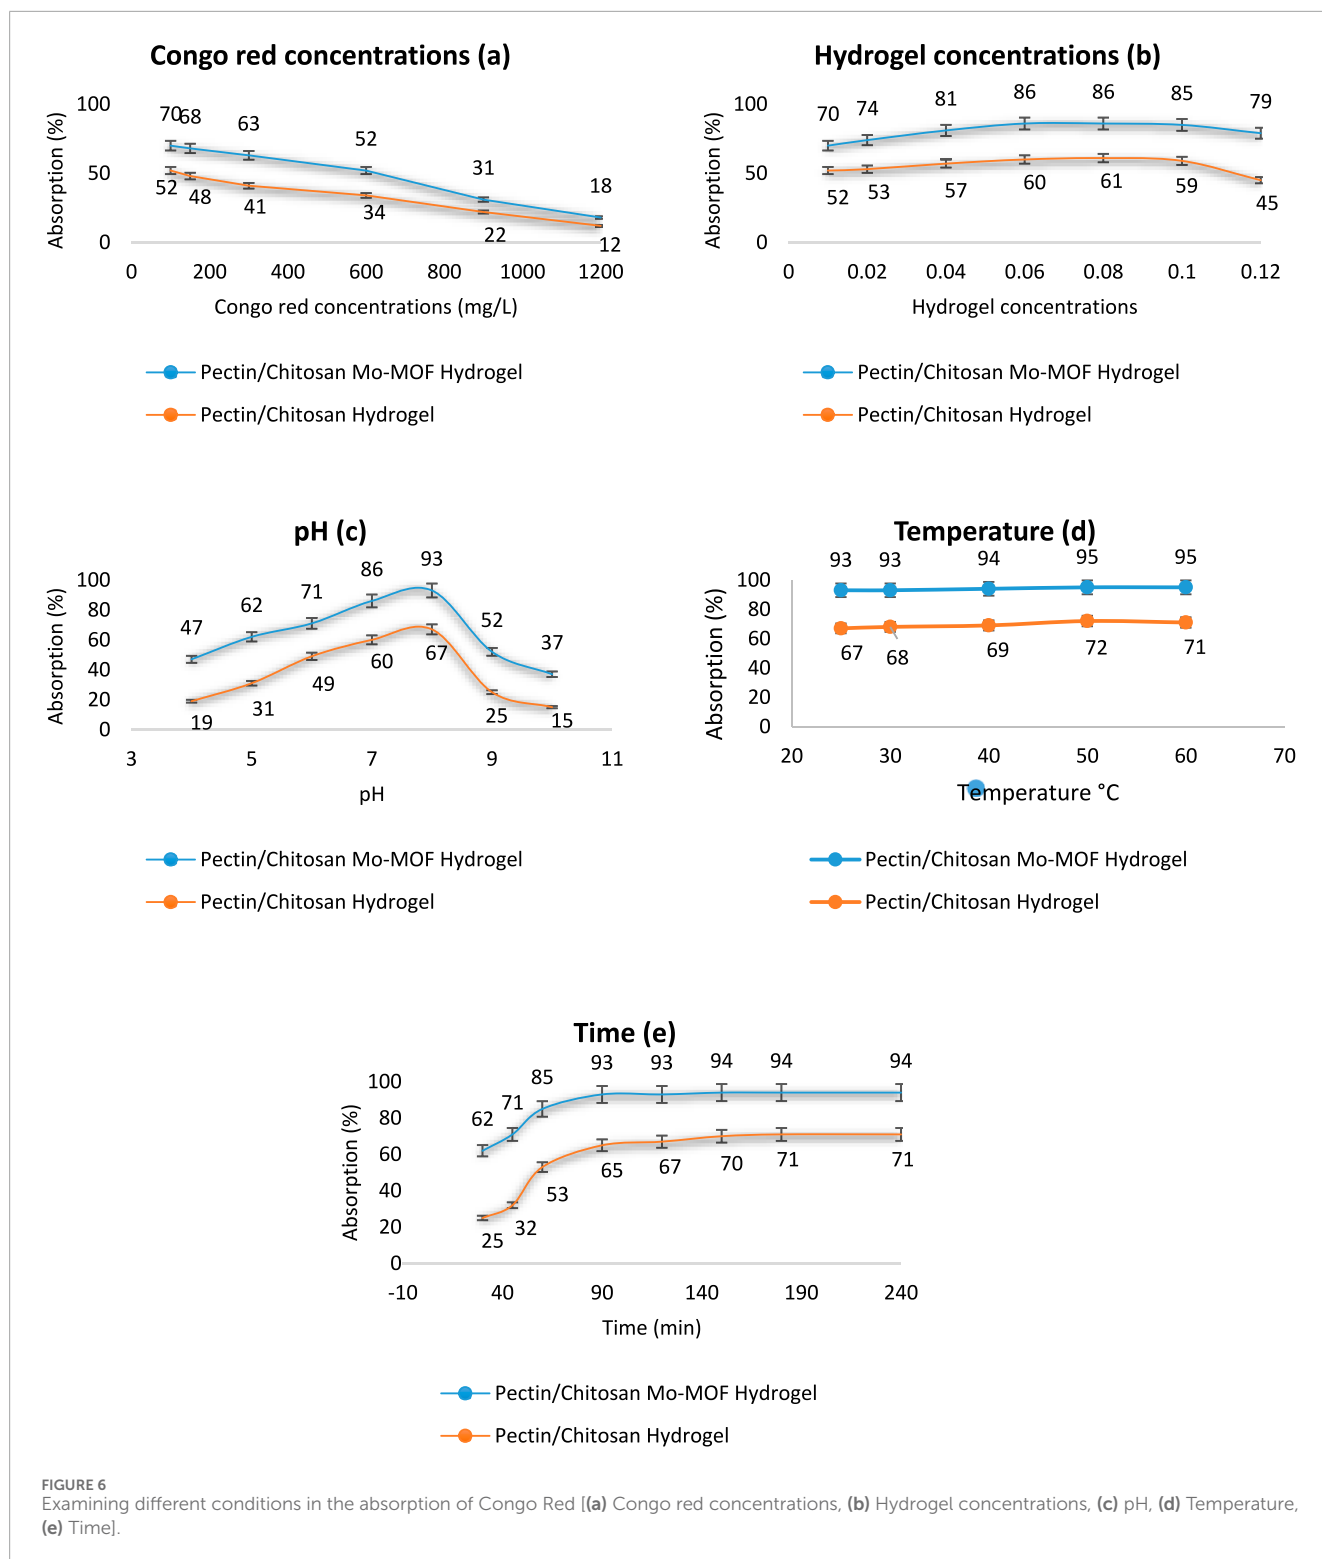 Congo red concentrations (a)
100
50
0
Absorption (%)
70
68
63
52
31
18
52
48
41
34
22
12
0 200 400 600 800 1000 1200
Congo red concentrations (mg/L)
Pectin/Chitosan Mo-MOF Hydrogel
Pectin/Chitosan Hydrogel
Hydrogel concentrations (b)
100
50
0
Absorption (%)
70 74 81 86 86 85 79
52 53 57 60 61 59 45
0 0.02 0.04 0.06 0.08 0.1 0.12
Hydrogel concentrations
Pectin/Chitosan Mo-MOF Hydrogel
Pectin/Chitosan Hydrogel
pH (c)
100
80
60
40
20
0
Absorption (%)
47 62 71 86 93 52 37
19 31 49 60 67 25 15
3 5 7 9 11
pH
Pectin/Chitosan Mo-MOF Hydrogel
Pectin/Chitosan Hydrogel
Temperature (d)
100
80
60
40
20
0
Absorption (%)
93 93 94 95 95
67 68 69 72 71
20 30 40 50 60 70
Temperature °C
Pectin/Chitosan Mo-MOF Hydrogel
Pectin/Chitosan Hydrogel
Time (e)
100
80
60
40
20
0
Absorption (%)
62 71 85 93 93 94 94 94
25 32 53 65 67 70 71 71
-10 40 90 140 190 240
Time (min)
Pectin/Chitosan Mo-MOF Hydrogel
Pectin/Chitosan Hydrogel
FIGURE 6
Examining different conditions in the absorption of Congo Red [(a) Congo red concentrations, (b) Hydrogel concentrations, (c) pH, (d) Temperature,
(e) Time].